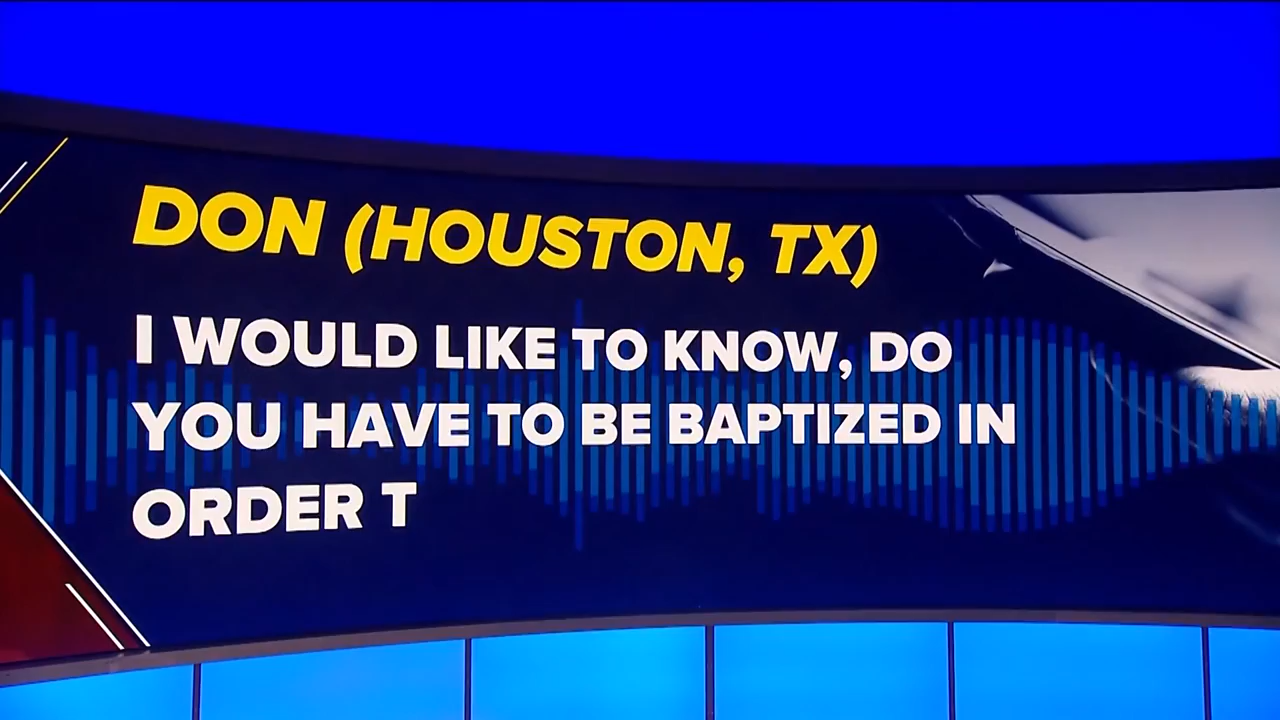 DON (HOUSTON, TX)
I WOULD LIKE TO KNOW, DO
YOU HAVE TO BE BAPTIZED IN
ORDER T